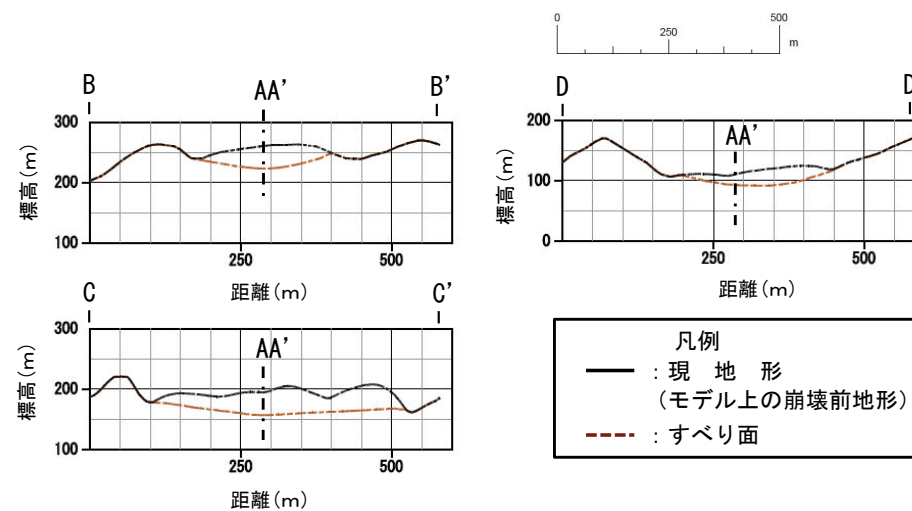 0 500
250
m
B AA' B'
300
200
100
250 500
標高(m)
距離(m)
D AA' D
200
100
0
250 500
標高(m)
距離(m)
C AA' C'
300
200
100
250 500
標高(m)
距離(m)
凡例
:現 地 形
(モデル上の崩壊前地形)
:すべり面